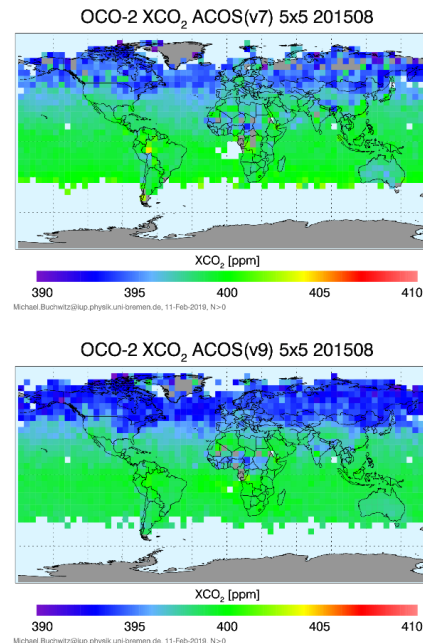 OCO-2 XCO₂ ACOS(v7) 5x5 201508
XCO₂ [ppm]
390 395 400 405 410
Michael.Buchwitz@iup.physik.uni-bremen.de, 11-Feb-2019, N>0
OCO-2 XCO₂ ACOS(v9) 5x5 201508
XCO₂ [ppm]
390 395 400 405 410
Michael.Buchwitz@iup.physik.uni-bremen.de, 11-Feb-2019, N>0